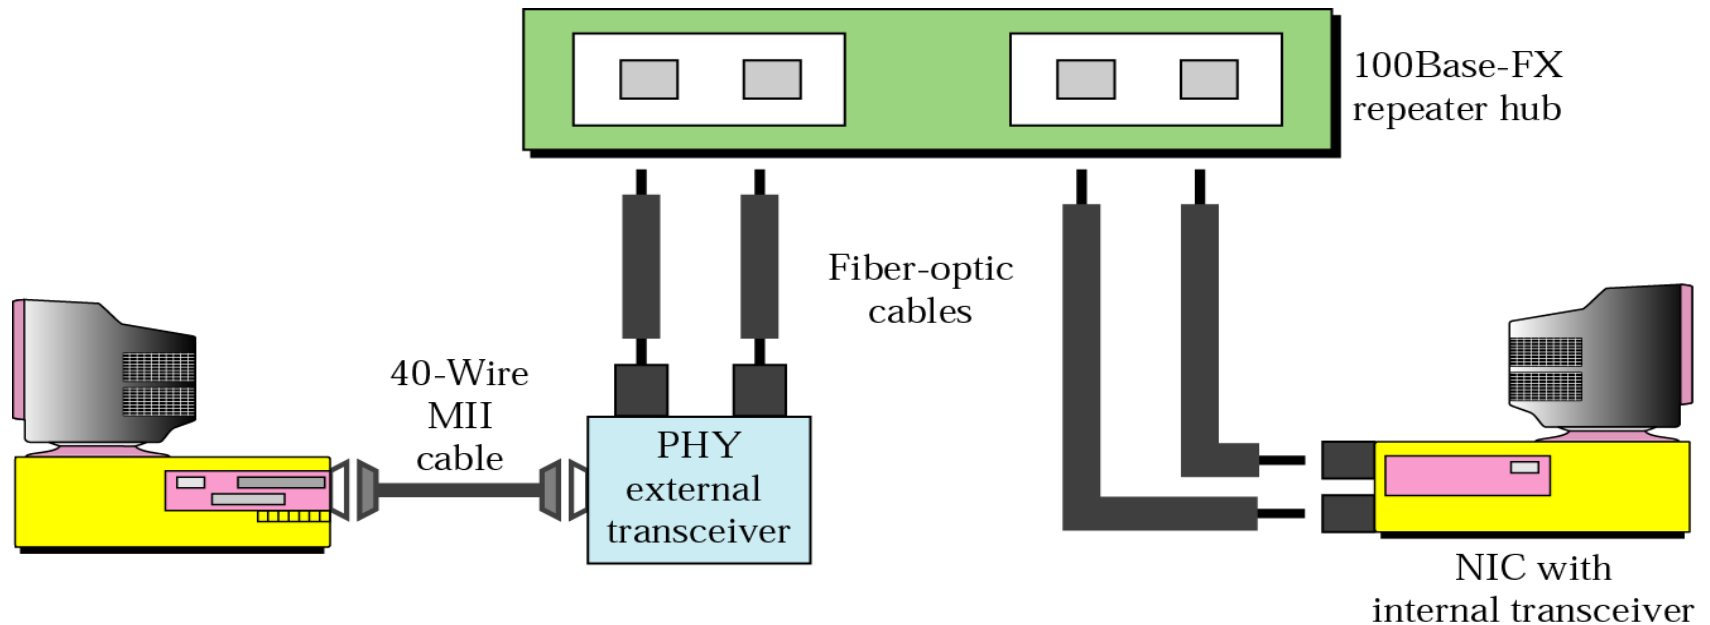 100Base-FX
repeater hub
Fiber-optic
cables
40-Wire
MII
cable
PHY
external
transceiver
NIC with
internal transceiver